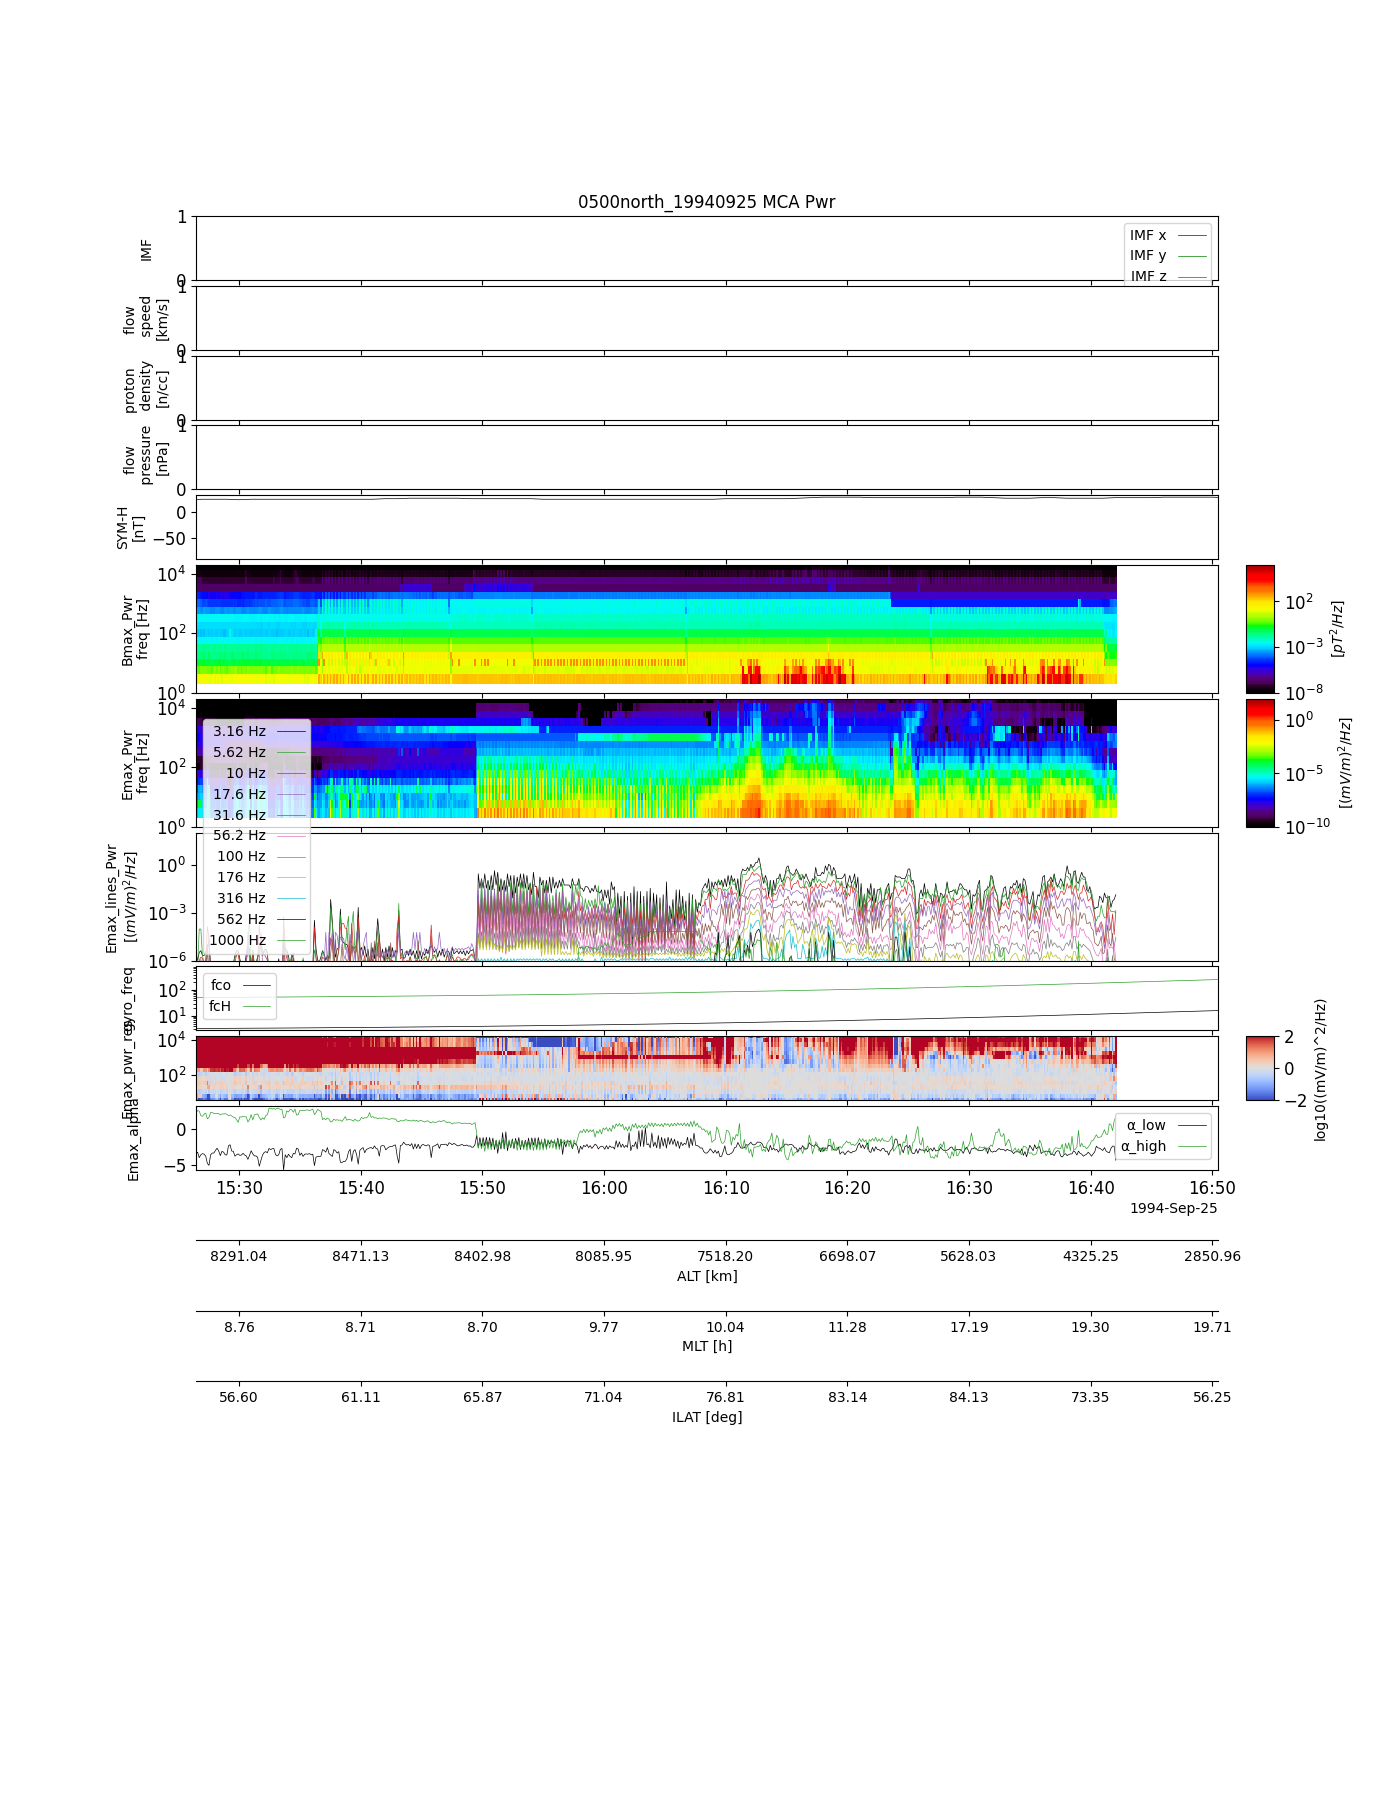 0500north_19940925 MCA Pwr
1
0
IMF
IMF x
IMF y
IMF z
1
0
flow
speed
[km/s]
1
0
proton
density
[n/cc]
1
0
flow
pressure
[nPa]
0
−50
SYM-H
[nT]
10^4
10^2
10^0
Bmax_Pwr
freq [Hz]
10^2
10^−3
10^−8
[pT^2/Hz]
10^4
10^2
10^0
Emax_Pwr
freq [Hz]
10^0
10^−5
10^−10
[(mV/m)^2/Hz]
3.16 Hz
5.62 Hz
10 Hz
17.6 Hz
31.6 Hz
56.2 Hz
100 Hz
176 Hz
316 Hz
562 Hz
1000 Hz
10^0
10^−3
10^−6
Emax_lines_Pwr
[(mV/m)^2/Hz]
fco
fcH
10^2
10^1
gyro_freq
10^4
10^2
Emax_pwr_reg
2
0
−2
log10((mV/m)^2/Hz)
0
−5
Emax_alpha
α_low
α_high
15:30 15:40 15:50 16:00 16:10 16:20 16:30 16:40 16:50
1994-Sep-25
8291.04 8471.13 8402.98 8085.95 7518.20 6698.07 5628.03 4325.25 2850.96
ALT [km]
8.76 8.71 8.70 9.77 10.04 11.28 17.19 19.30 19.71
MLT [h]
56.60 61.11 65.87 71.04 76.81 83.14 84.13 73.35 56.25
ILAT [deg]